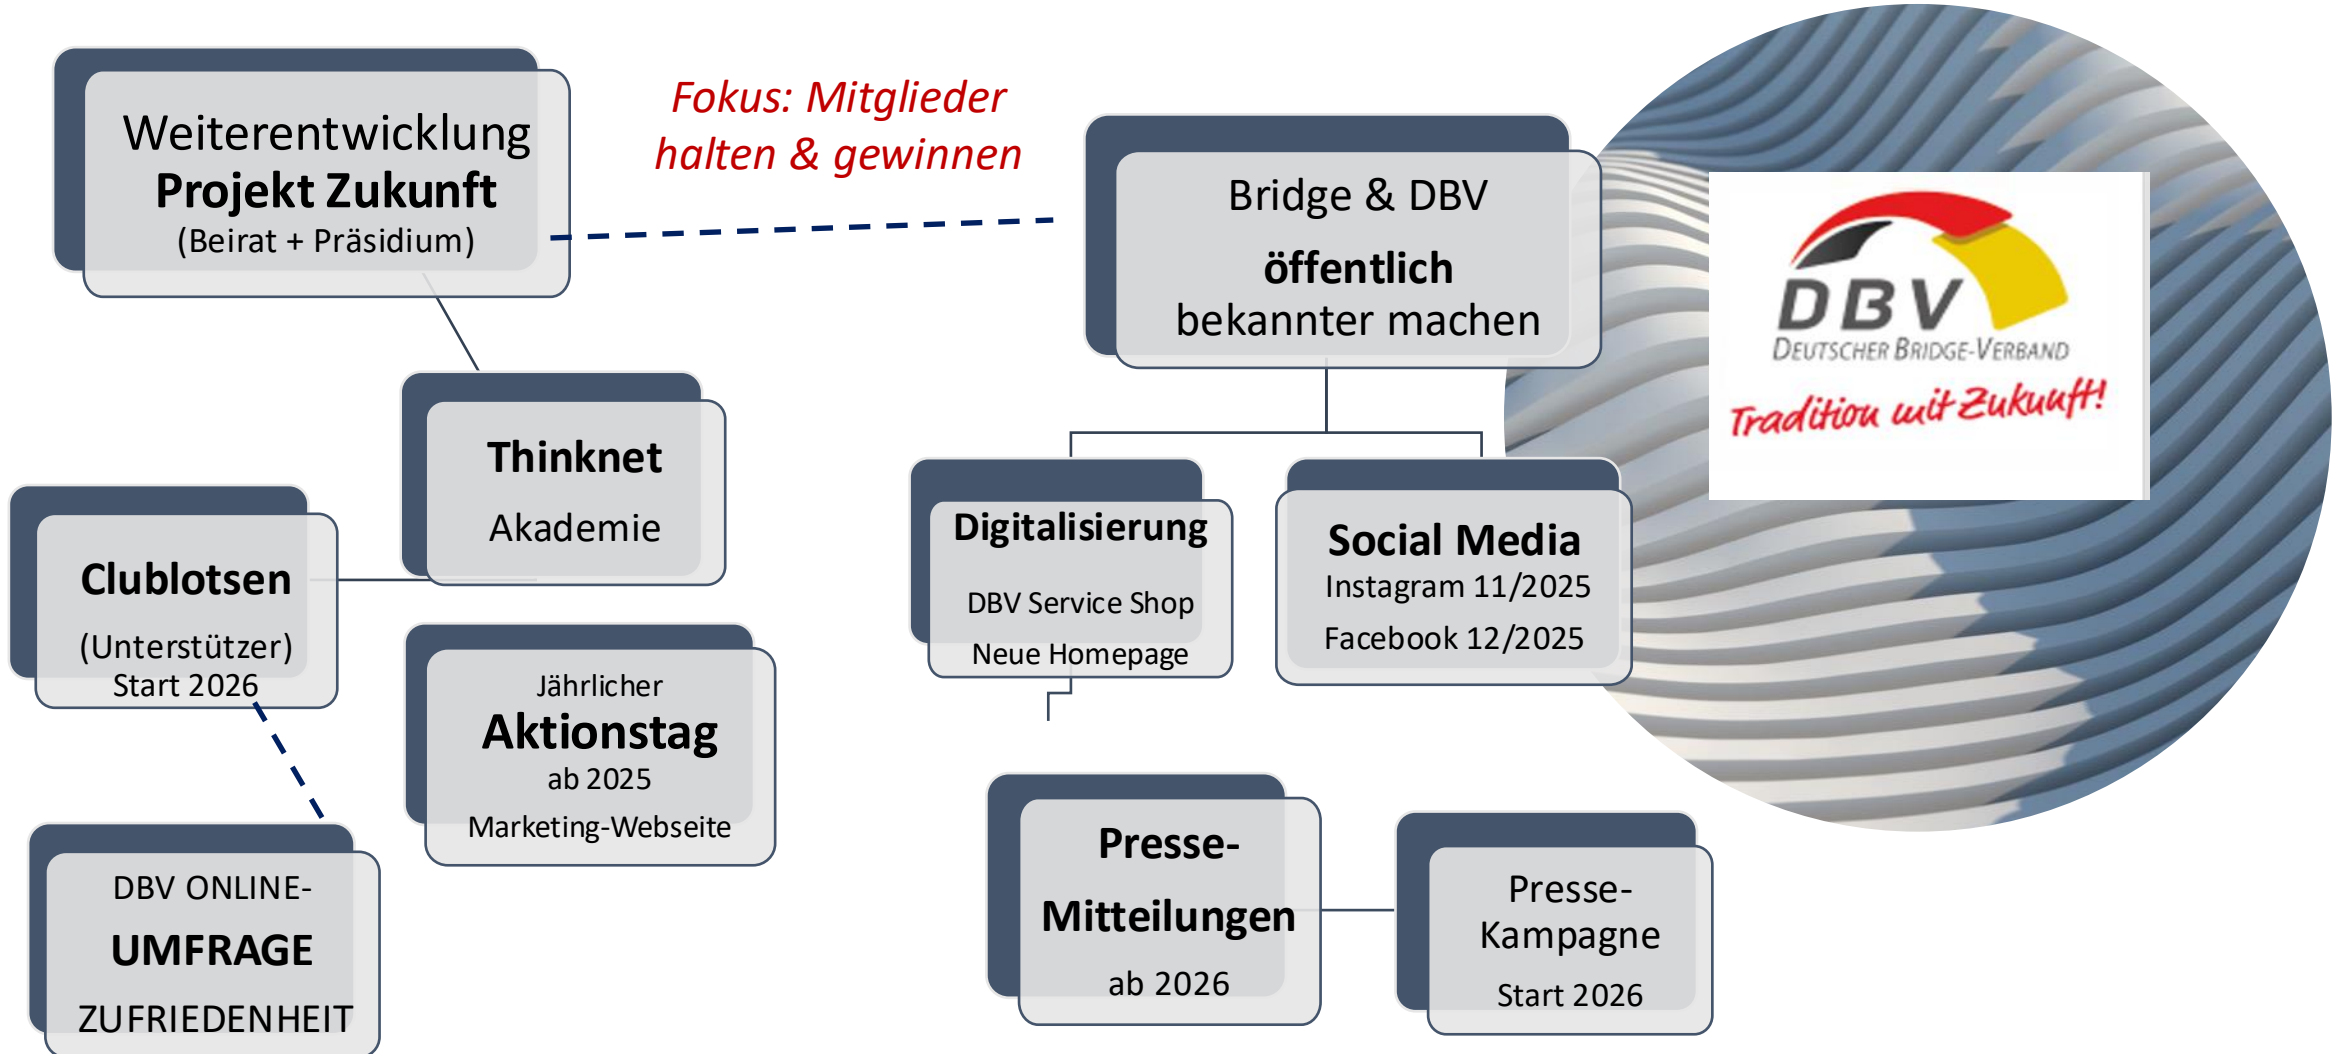 Weiterentwicklung
Projekt Zukunft
(Beirat + Präsidium)
Fokus: Mitglieder
halten & gewinnen
Bridge & DBV
öffentlich
bekannter machen
DBV
DEUTSCHER BRIDGE-VERBAND
Tradition mit Zukunft!
Thinknet
Akademie
Clublotsen
(Unterstützer)
Start 2026
Jährlicher
Aktionstag
ab 2025
Marketing-Webseite
DBV ONLINE-
UMFRAGE
ZUFRIEDENHEIT
Digitalisierung
DBV Service Shop
Neue Homepage
Social Media
Instagram 11/2025
Facebook 12/2025
Presse-
Mitteilungen
ab 2026
Presse-
Kampagne
Start 2026